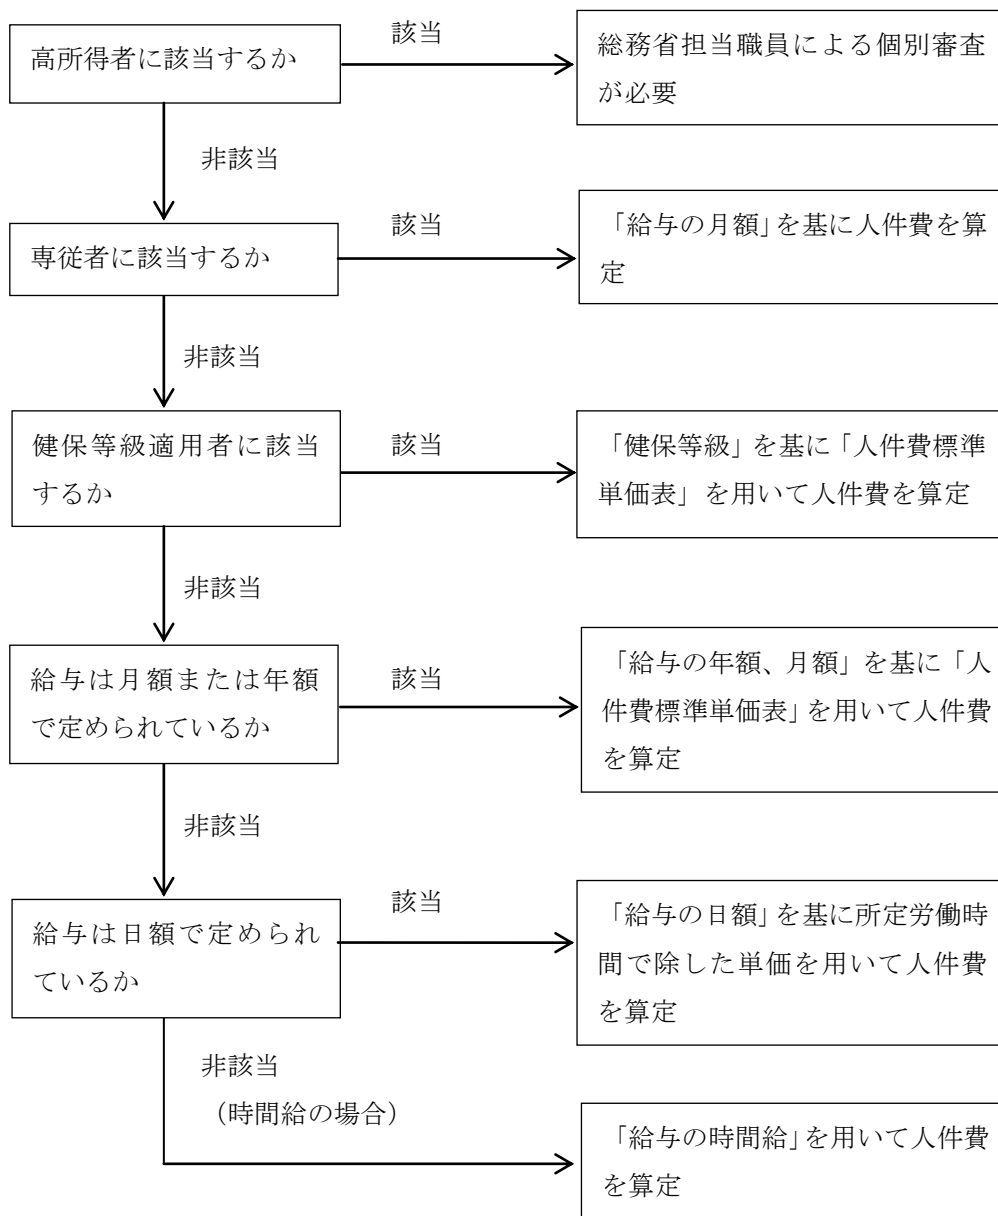 高所得者に該当するか
該当
総務省担当職員による個別審査
が必要
非該当
専従者に該当するか
該当
「給与の月額」を基に人件費を算
定
非該当
健保等級適用者に該当
するか
該当
「健保等級」を基に「人件費標準
単価表」を用いて人件費を算定
非該当
給与は月額または年額
で定められているか
該当
「給与の年額、月額」を基に「人
件費標準単価表」を用いて人件費
を算定
非該当
給与は日額で定められ
ているか
該当
「給与の日額」を基に所定労働時
間で除した単価を用いて人件費
を算定
非該当
（時間給の場合）
「給与の時間給」を用いて人件費
を算定